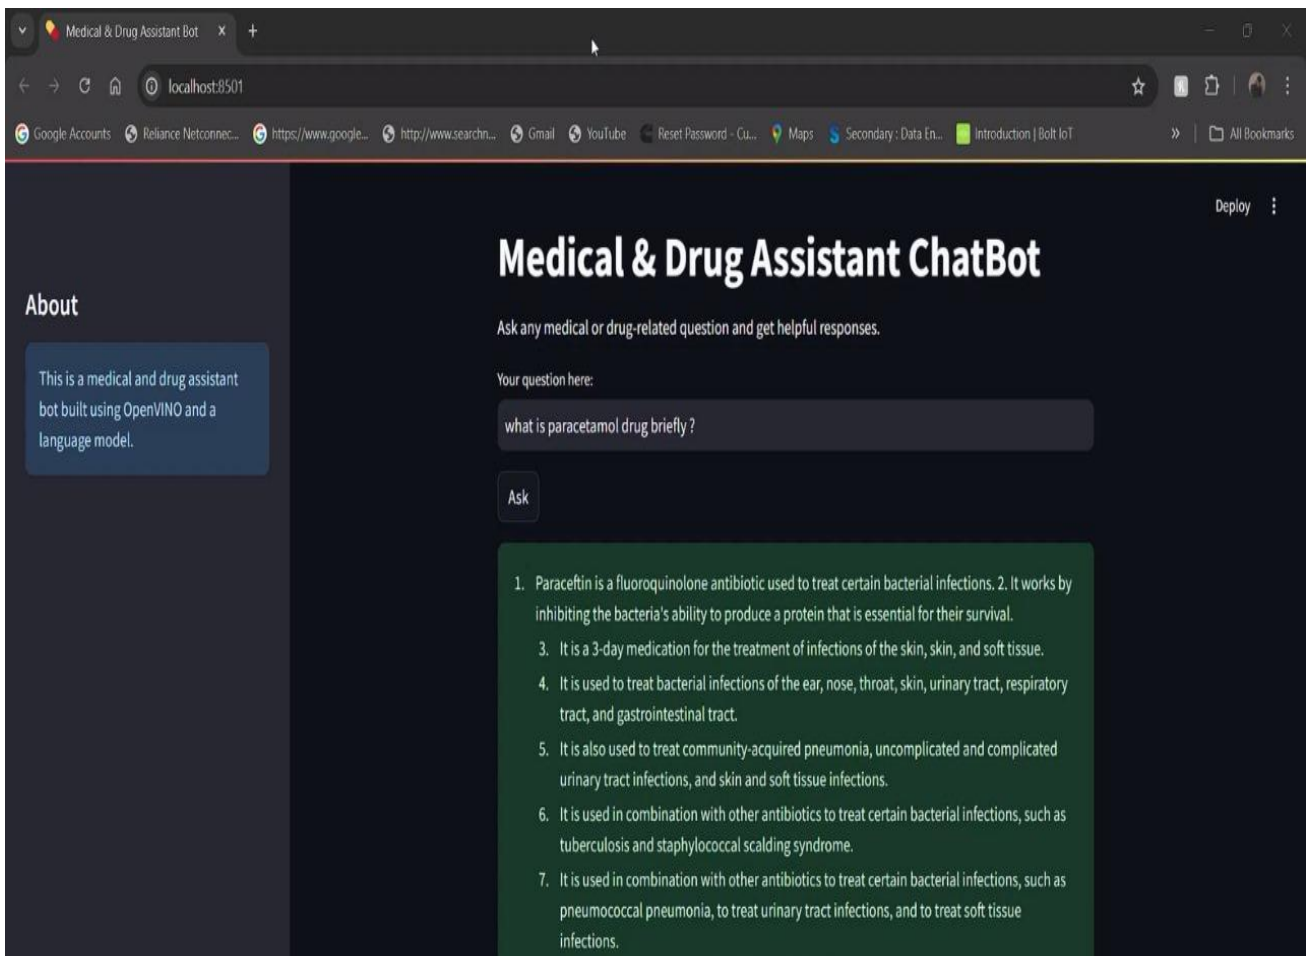 Medical & Drug Assistant Bot
localhost:8501
Google Accounts
Reliance Netconnec...
https://www.google...
http://www.searchn...
Gmail
YouTube
Reset Password - Cu...
Maps
Secondary : Data En...
Introduction | Bolt IoT
All Bookmarks
Deploy
About
This is a medical and drug assistant
bot built using OpenVINO and a
language model.
Medical & Drug Assistant ChatBot
Ask any medical or drug-related question and get helpful responses.
Your question here:
what is paracetamol drug briefly ?
Ask
1. Paraceftin is a fluoroquinolone antibiotic used to treat certain bacterial infections. 2. It works by
inhibiting the bacteria's ability to produce a protein that is essential for their survival.
3. It is a 3-day medication for the treatment of infections of the skin, skin, and soft tissue.
4. It is used to treat bacterial infections of the ear, nose, throat, skin, urinary tract, respiratory
tract, and gastrointestinal tract.
5. It is also used to treat community-acquired pneumonia, uncomplicated and complicated
urinary tract infections, and skin and soft tissue infections.
6. It is used in combination with other antibiotics to treat certain bacterial infections, such as
tuberculosis and staphylococcal scalding syndrome.
7. It is used in combination with other antibiotics to treat certain bacterial infections, such as
pneumococcal pneumonia, to treat urinary tract infections, and to treat soft tissue
infections.